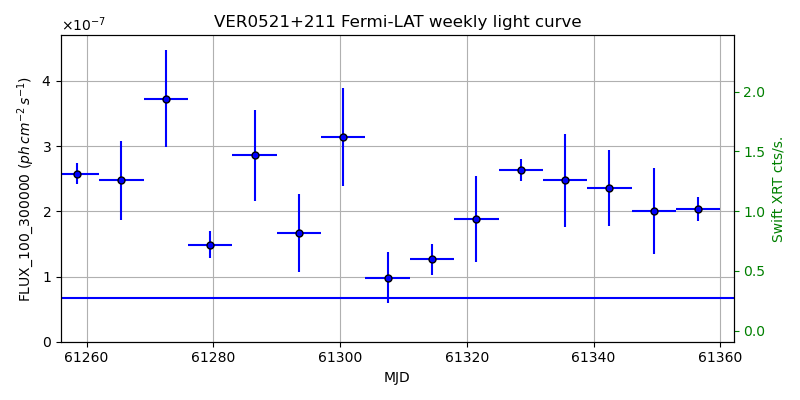 VER0521+211 Fermi-LAT weekly light curve
×10⁻⁷
FLUX_100_300000 (ph cm⁻² s⁻¹)
4
3
2
1
0
61260 61280 61300 61320 61340 61360
MJD
2.0
1.5
1.0
0.5
0.0
Swift XRT cts/s.